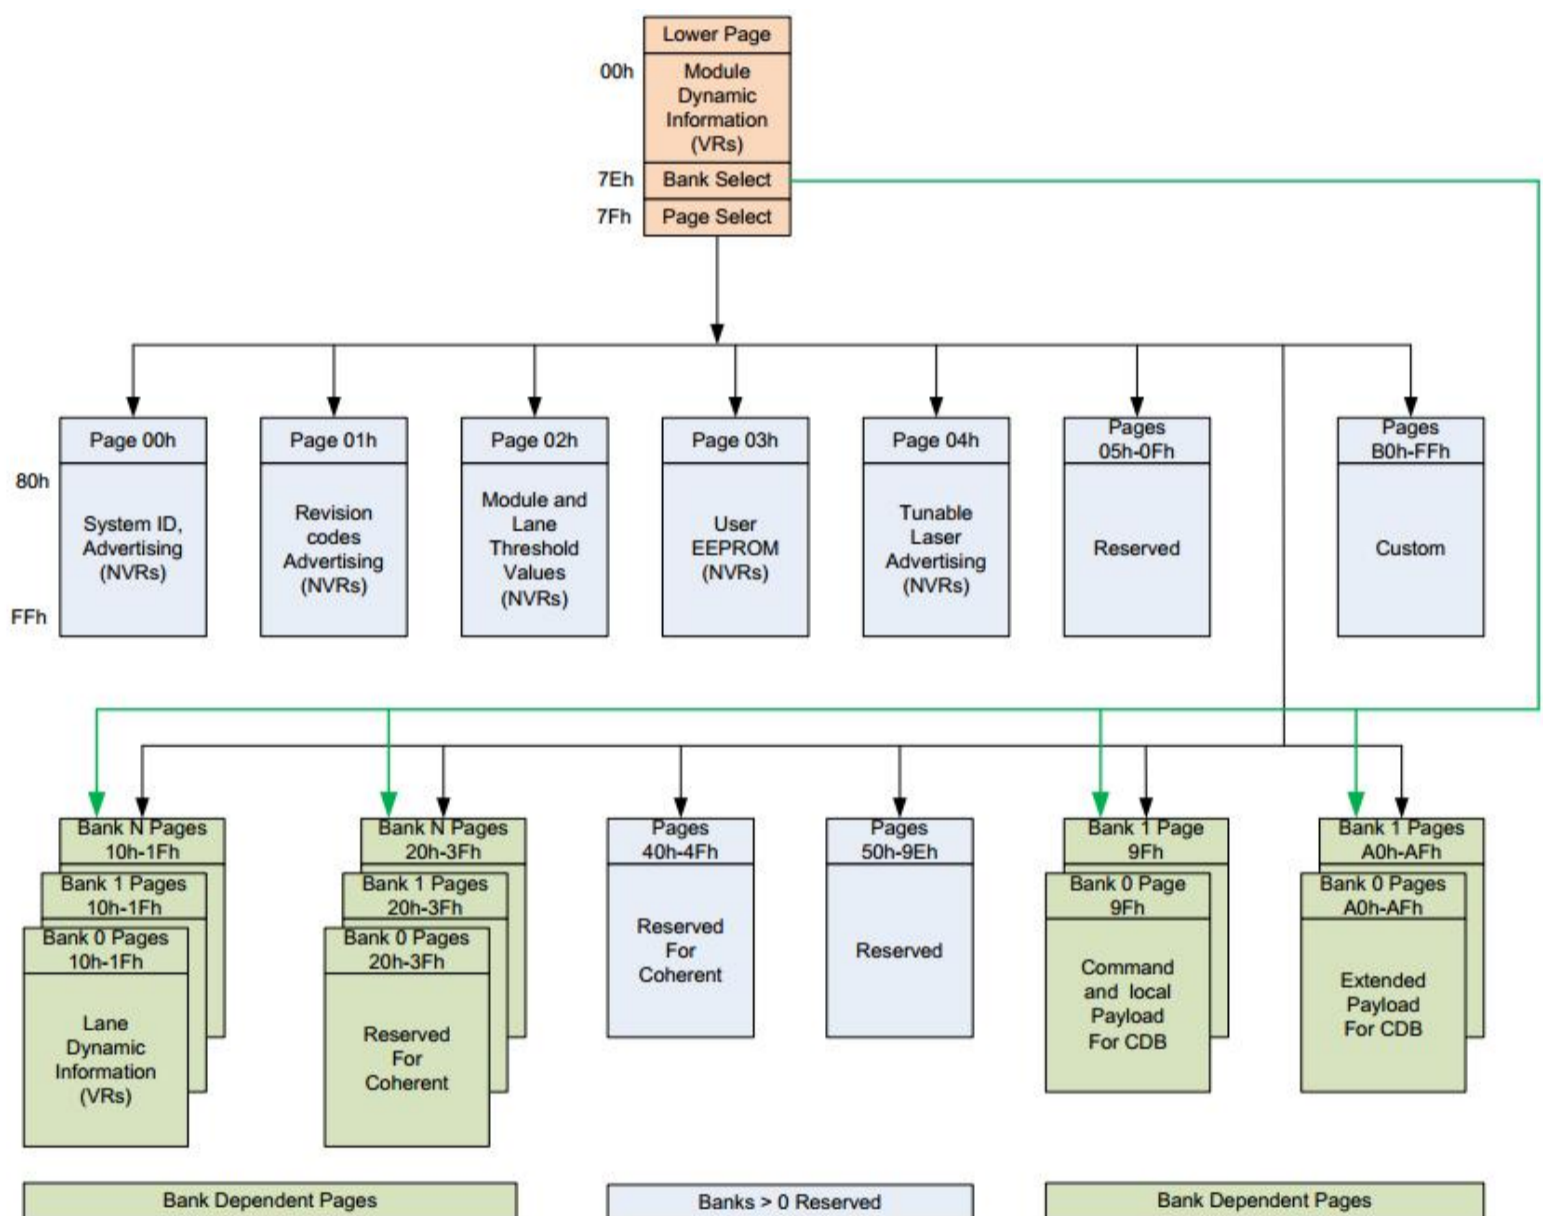 Lower Page
00h
Module
Dynamic
Information
(VRs)
7Eh
Bank Select
7Fh
Page Select
Page 00h
Page 01h
Page 02h
Page 03h
Page 04h
Pages
05h-0Fh
Pages
B0h-FFh
80h
System ID,
Advertising
(NVRs)
FFh
Revision
codes
Advertising
(NVRs)
Module and
Lane
Threshold
Values
(NVRs)
User
EEPROM
(NVRs)
Tunable
Laser
Advertising
(NVRs)
Reserved
Custom
Bank N Pages
10h-1Fh
Bank 1 Pages
10h-1Fh
Bank 0 Pages
10h-1Fh
Lane
Dynamic
Information
(VRs)
Bank N Pages
20h-3Fh
Bank 1 Pages
20h-3Fh
Bank 0 Pages
20h-3Fh
Reserved
For
Coherent
Pages
40h-4Fh
Reserved
For
Coherent
Pages
50h-9Eh
Reserved
Bank 1 Page
9Fh
Bank 0 Page
9Fh
Command
and local
Payload
For CDB
Bank 1 Pages
A0h-AFh
Bank 0 Pages
A0h-AFh
Extended
Payload
For CDB
Bank Dependent Pages
Banks > 0 Reserved
Bank Dependent Pages